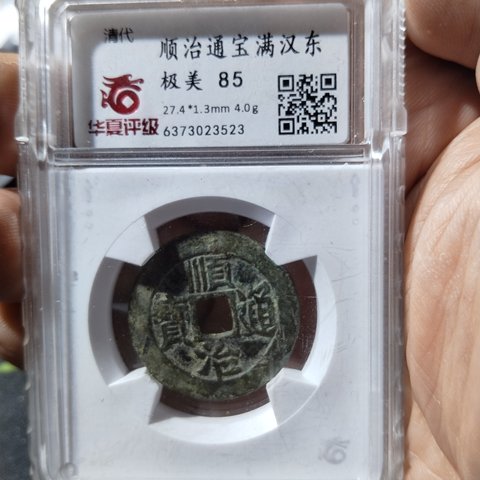 清代
顺治通宝满汉东
极美 85
27.4*1.3mm 4.0g
华夏评级
6373023523
順
寶 通
治